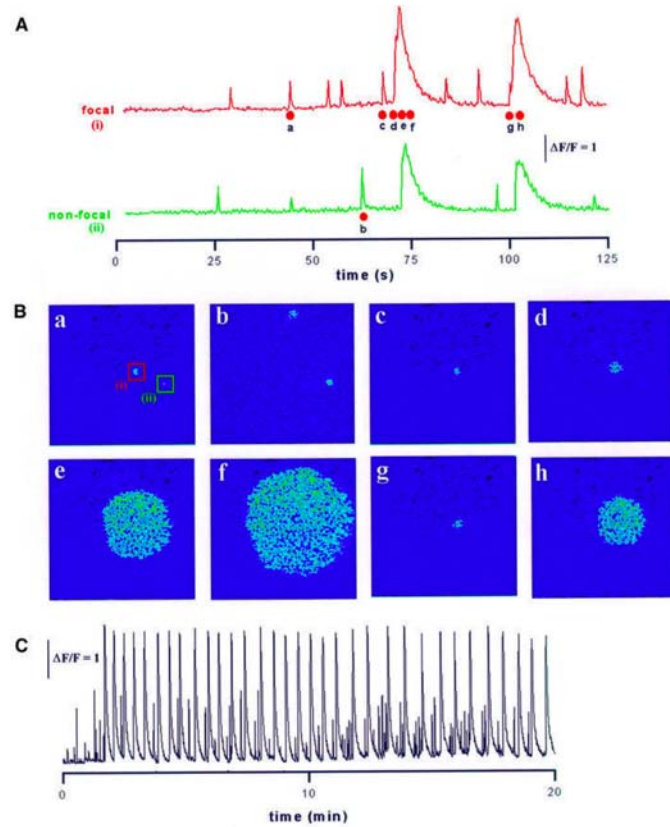 A
focal
(i)
a c d e f g h
ΔF/F = 1
non-focal
(ii)
b
0 25 50 75 100 125
time (s)
B
a b c d
(i)
(ii)
e f g h
C
ΔF/F = 1
0 10 20
time (min)